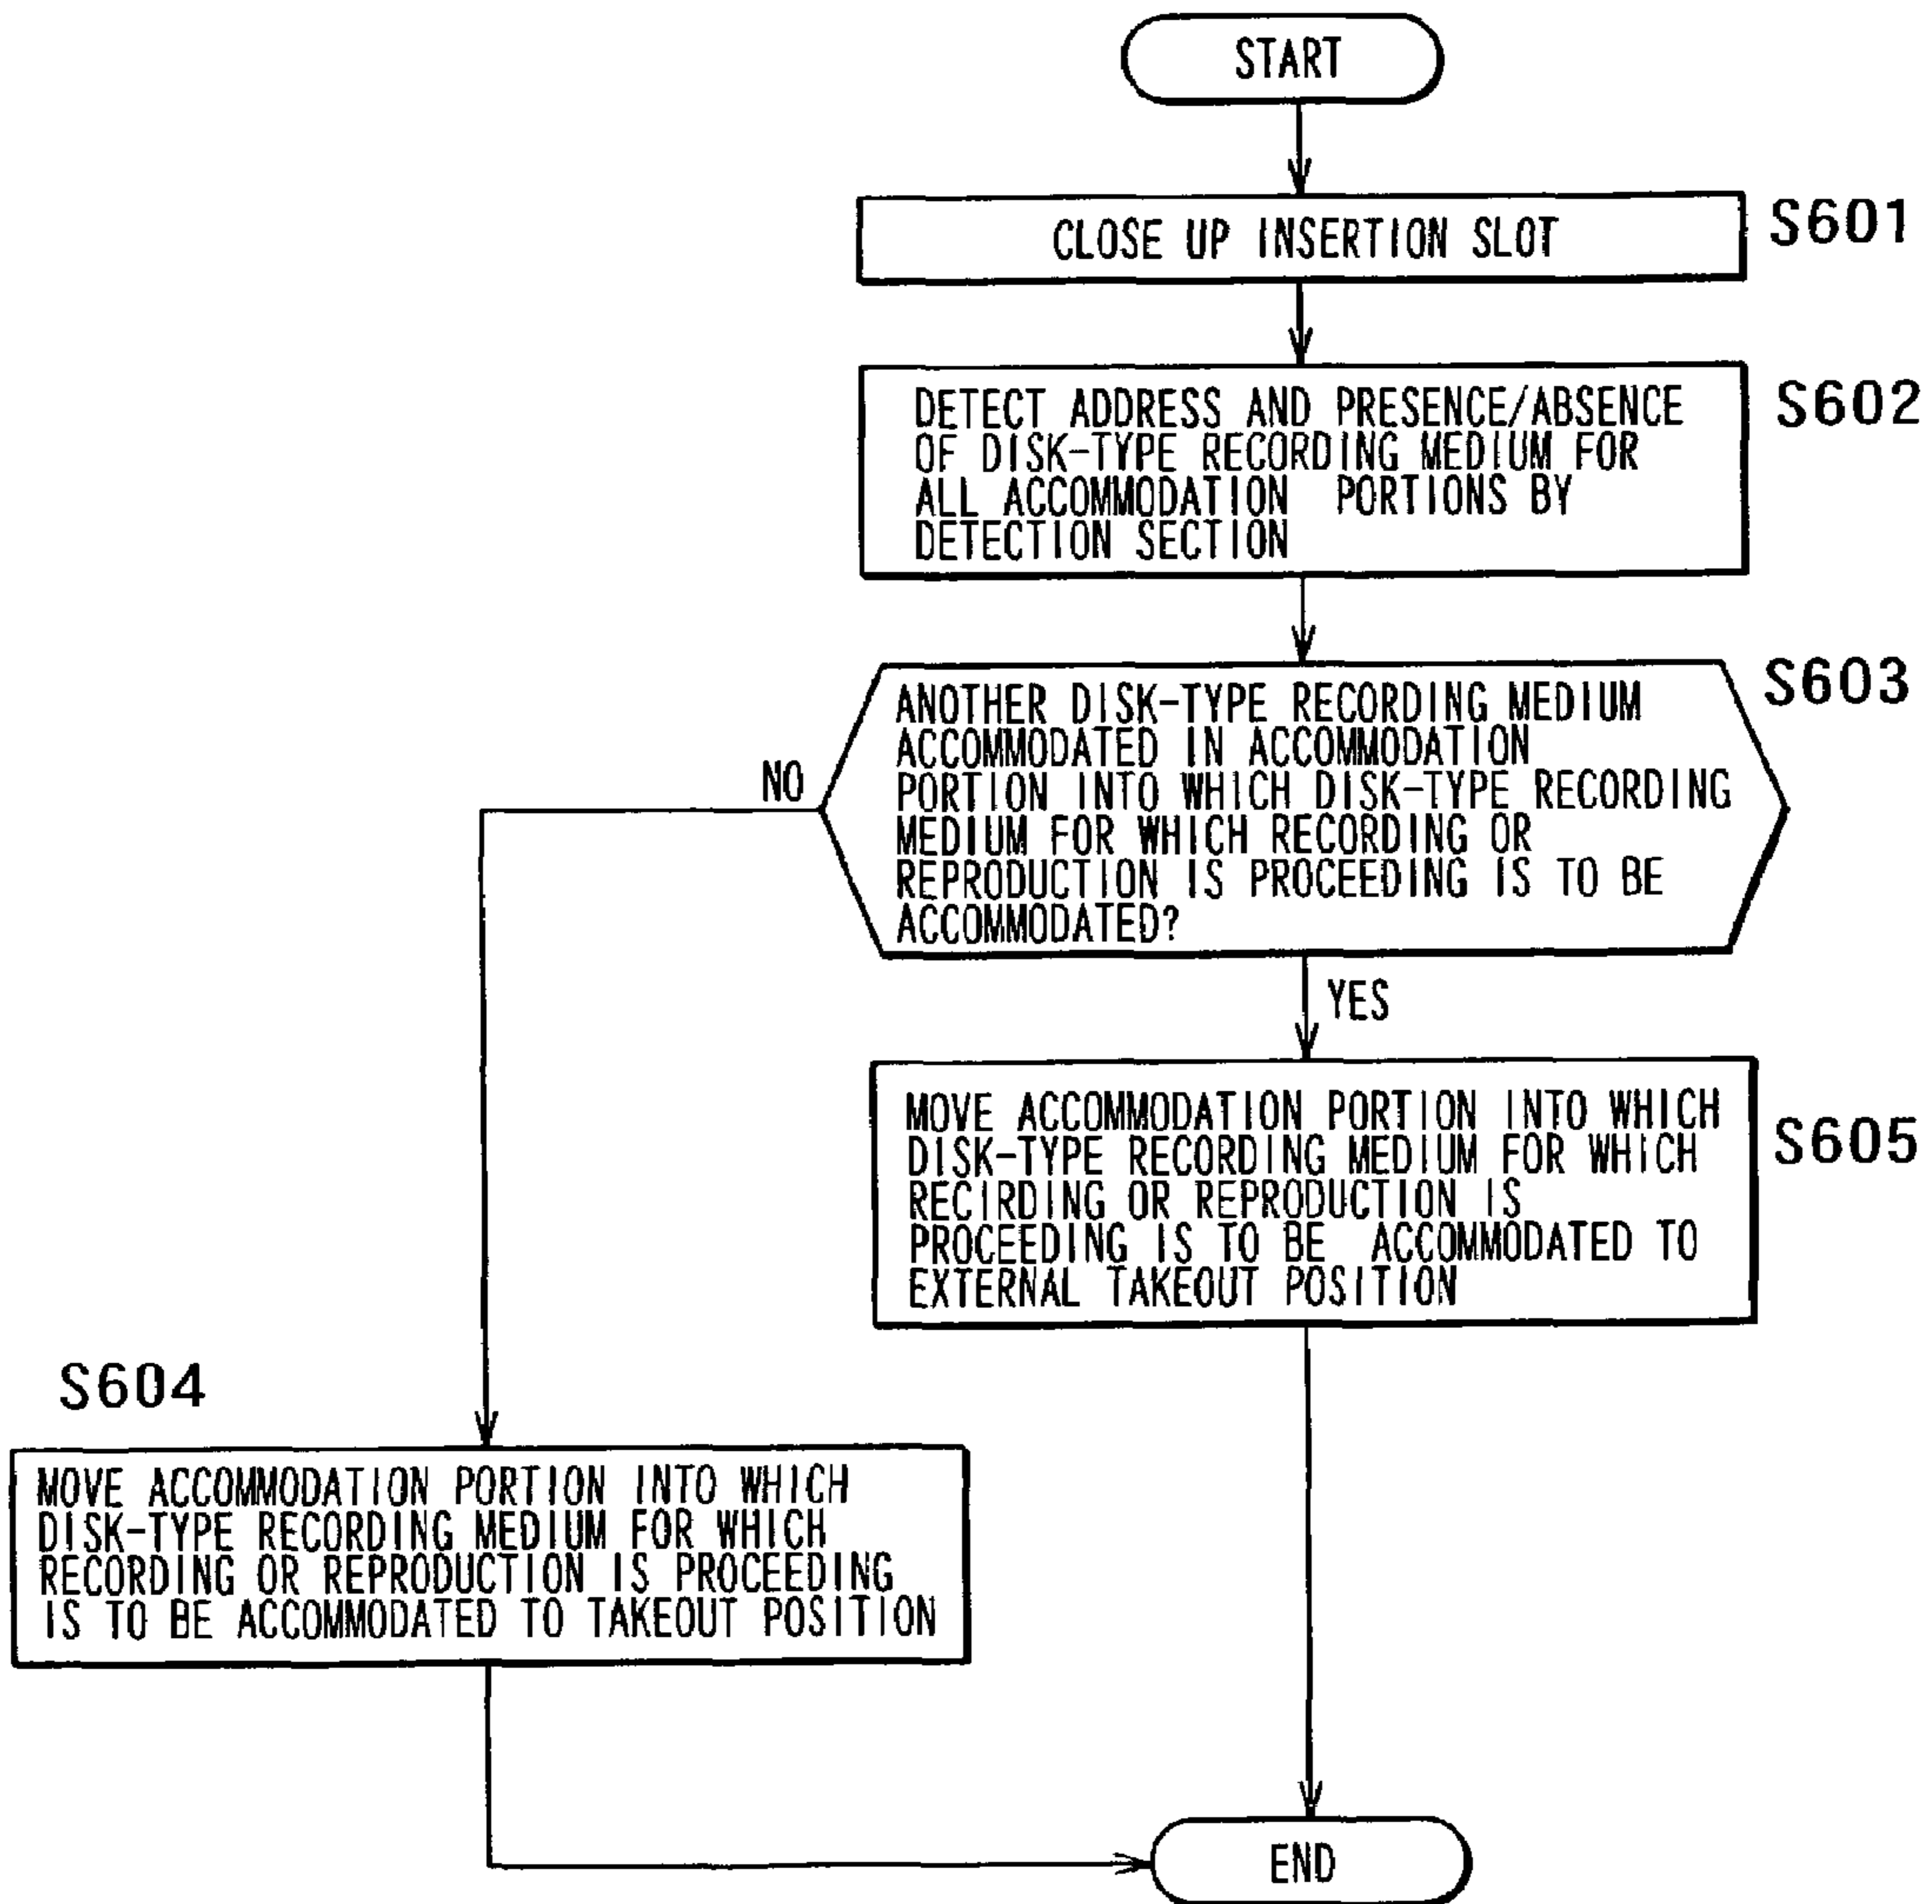 START
CLOSE UP INSERTION SLOT
S601
DETECT ADDRESS AND PRESENCE/ABSENCE
OF DISK-TYPE RECORDING MEDIUM FOR
ALL ACCOMMODATION PORTIONS BY
DETECTION SECTION
S602
ANOTHER DISK-TYPE RECORDING MEDIUM
ACCOMMODATED IN ACCOMMODATION
PORTION INTO WHICH DISK-TYPE RECORDING
MEDIUM FOR WHICH RECORDING OR
REPRODUCTION IS PROCEEDING IS TO BE
ACCOMMODATED?
S603
NO
YES
MOVE ACCOMMODATION PORTION INTO WHICH
DISK-TYPE RECORDING MEDIUM FOR WHICH
RECIRDING OR REPRODUCTION IS
PROCEEDING IS TO BE ACCOMMODATED TO
EXTERNAL TAKEOUT POSITION
S605
S604
MOVE ACCOMMODATION PORTION INTO WHICH
DISK-TYPE RECORDING MEDIUM FOR WHICH
RECORDING OR REPRODUCTION IS PROCEEDING
IS TO BE ACCOMMODATED TO TAKEOUT POSITION
END